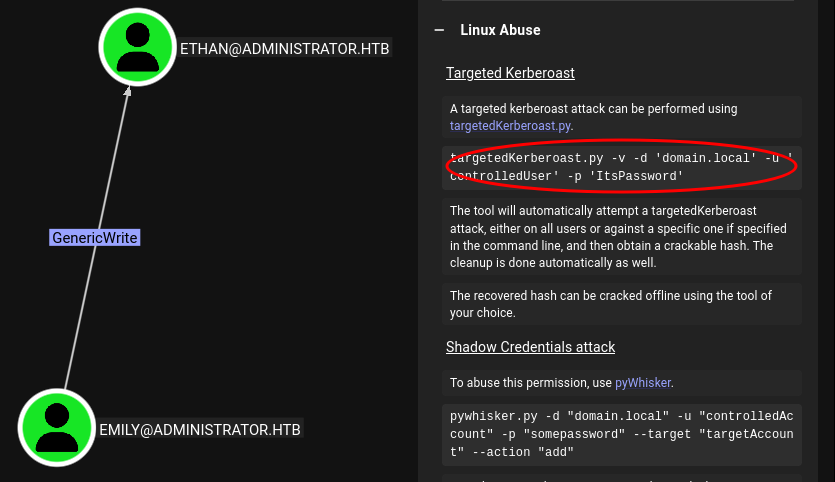 ETHAN@ADMINISTRATOR.HTB
GenericWrite
EMILY@ADMINISTRATOR.HTB
Linux Abuse
Targeted Kerberoast
A targeted kerberoast attack can be performed using
targetedKerberoast.py.
targetedKerberoast.py -v -d 'domain.local' -u '
controlledUser' -p 'ItsPassword'
The tool will automatically attempt a targetedKerberoast
attack, either on all users or against a specific one if specified
in the command line, and then obtain a crackable hash. The
cleanup is done automatically as well.
The recovered hash can be cracked offline using the tool of
your choice.
Shadow Credentials attack
To abuse this permission, use pyWhisker.
pywhisker.py -d "domain.local" -u "controlledAc
count" -p "somepassword" --target "targetAccoun
t" --action "add"